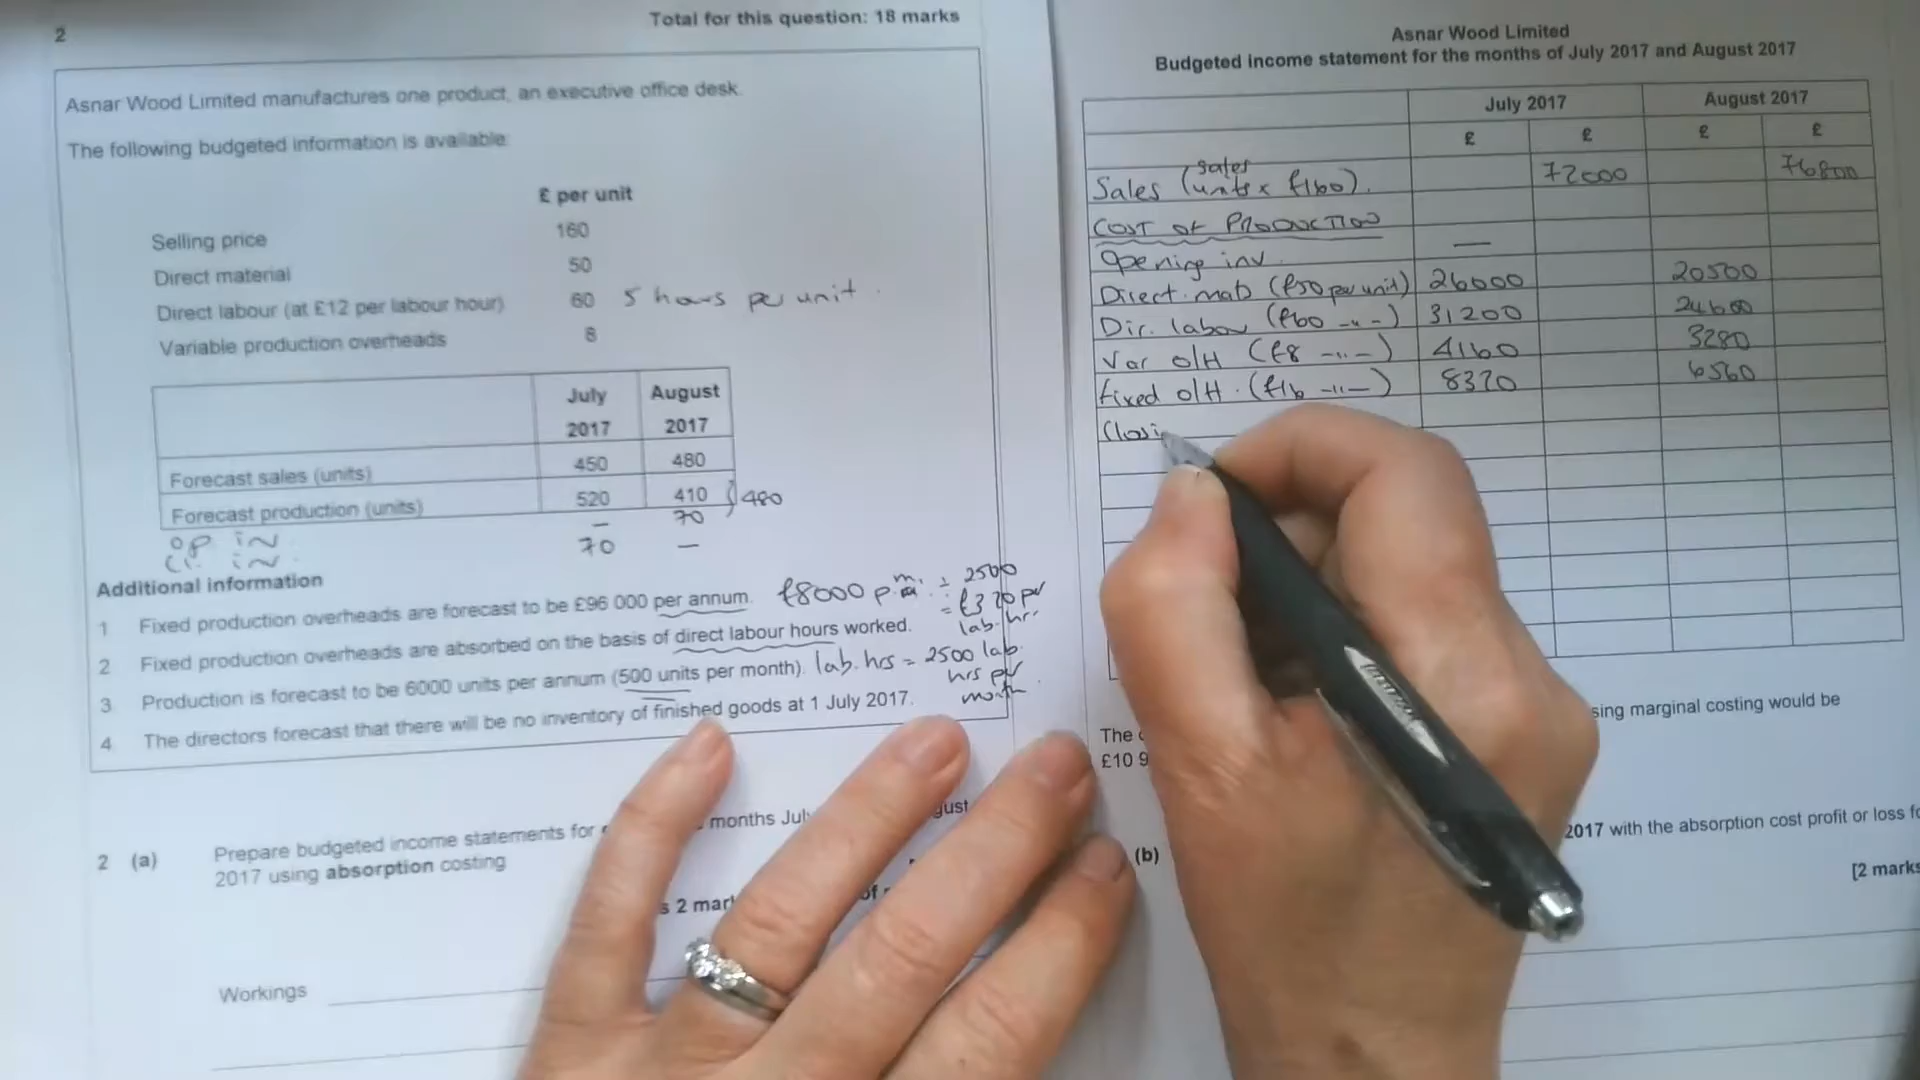 2
Total for this question: 18 marks
Asnar Wood Limited manufactures one product, an executive office desk.
The following budgeted information is available:
£ per unit
Selling price 160
Direct material 50
Direct labour (at £12 per labour hour) 60 5 hours per unit.
Variable production overheads 8
July 2017 August 2017
Forecast sales (units) 450 480
Forecast production (units) 520 410 } 480
op in — 70
cl. in. 70 —
Additional information
1 Fixed production overheads are forecast to be £96 000 per annum. £8000 p.m. ÷ 2500
2 Fixed production overheads are absorbed on the basis of direct labour hours worked. = £3.20 per lab. hr.
3 Production is forecast to be 6000 units per annum (500 units per month). lab. hrs = 2500 lab. hrs per month.
4 The directors forecast that there will be no inventory of finished goods at 1 July 2017.
2 (a) Prepare budgeted income statements for months July
2017 using absorption costing
Workings
Asnar Wood Limited
Budgeted income statement for the months of July 2017 and August 2017
July 2017 August 2017
£ £ £ £
Sales (sales units x £160). 72000 76800
COST OF PRODUCTION
Opening inv. —
Direct. mats (£50 per unit) 26000 20500
Dir. labour (£60 -"-) 31200 24600
Var O/H (£8 -"-) 4160 3280
fixed O/H. (£16 -"-) 8320 6560
Closi
The
£10 9
sing marginal costing would be
(b)
2017 with the absorption cost profit or loss fo
[2 marks